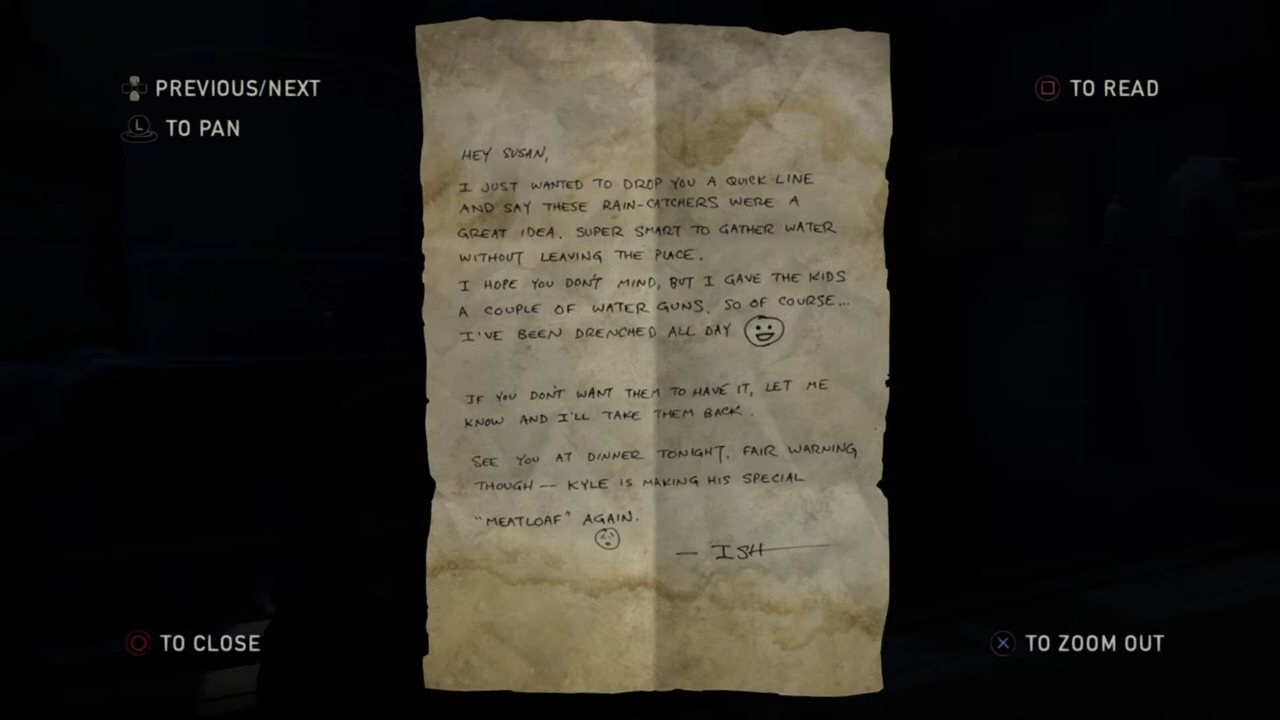 PREVIOUS/NEXT
L TO PAN
TO READ
HEY SUSAN,
I JUST WANTED TO DROP YOU A QUICK LINE
AND SAY THESE RAIN-CATCHERS WERE A
GREAT IDEA. SUPER SMART TO GATHER WATER
WITHOUT LEAVING THE PLACE.
I HOPE YOU DON'T MIND, BUT I GAVE THE KIDS
A COUPLE OF WATER GUNS. SO OF COURSE...
I'VE BEEN DRENCHED ALL DAY
IF YOU DON'T WANT THEM TO HAVE IT, LET ME
KNOW AND I'LL TAKE THEM BACK.
SEE YOU AT DINNER TONIGHT. FAIR WARNING
THOUGH -- KYLE IS MAKING HIS SPECIAL
"MEATLOAF" AGAIN.
— ISH
TO CLOSE
TO ZOOM OUT